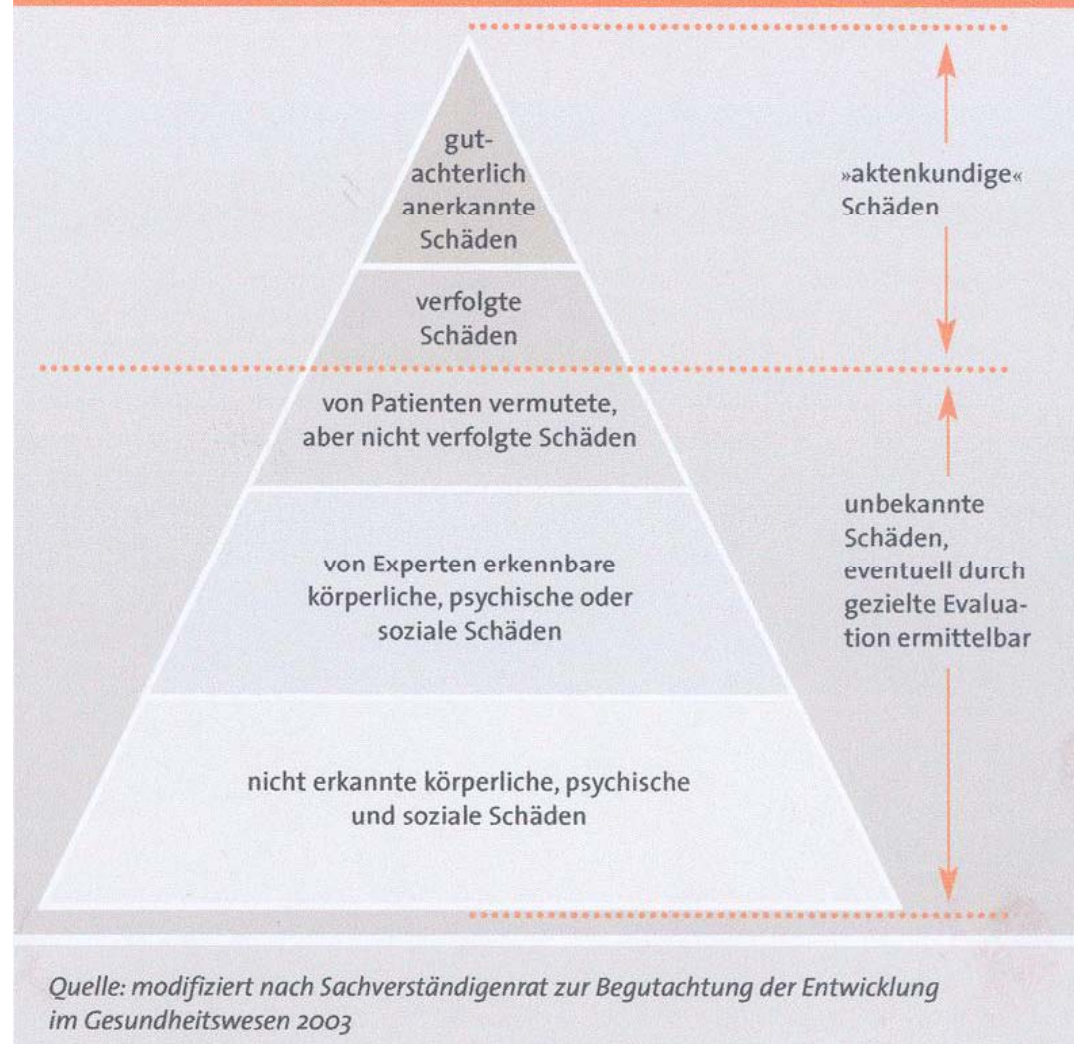 gut-
achterlich
anerkannte
Schäden
»aktenkundige«
Schäden
verfolgte
Schäden
von Patienten vermutete,
aber nicht verfolgte Schäden
unbekannte
Schäden,
eventuell durch
gezielte Evalua-
tion ermittelbar
von Experten erkennbare
körperliche, psychische oder
soziale Schäden
nicht erkannte körperliche, psychische
und soziale Schäden
Quelle: modifiziert nach Sachverständigenrat zur Begutachtung der Entwicklung
im Gesundheitswesen 2003